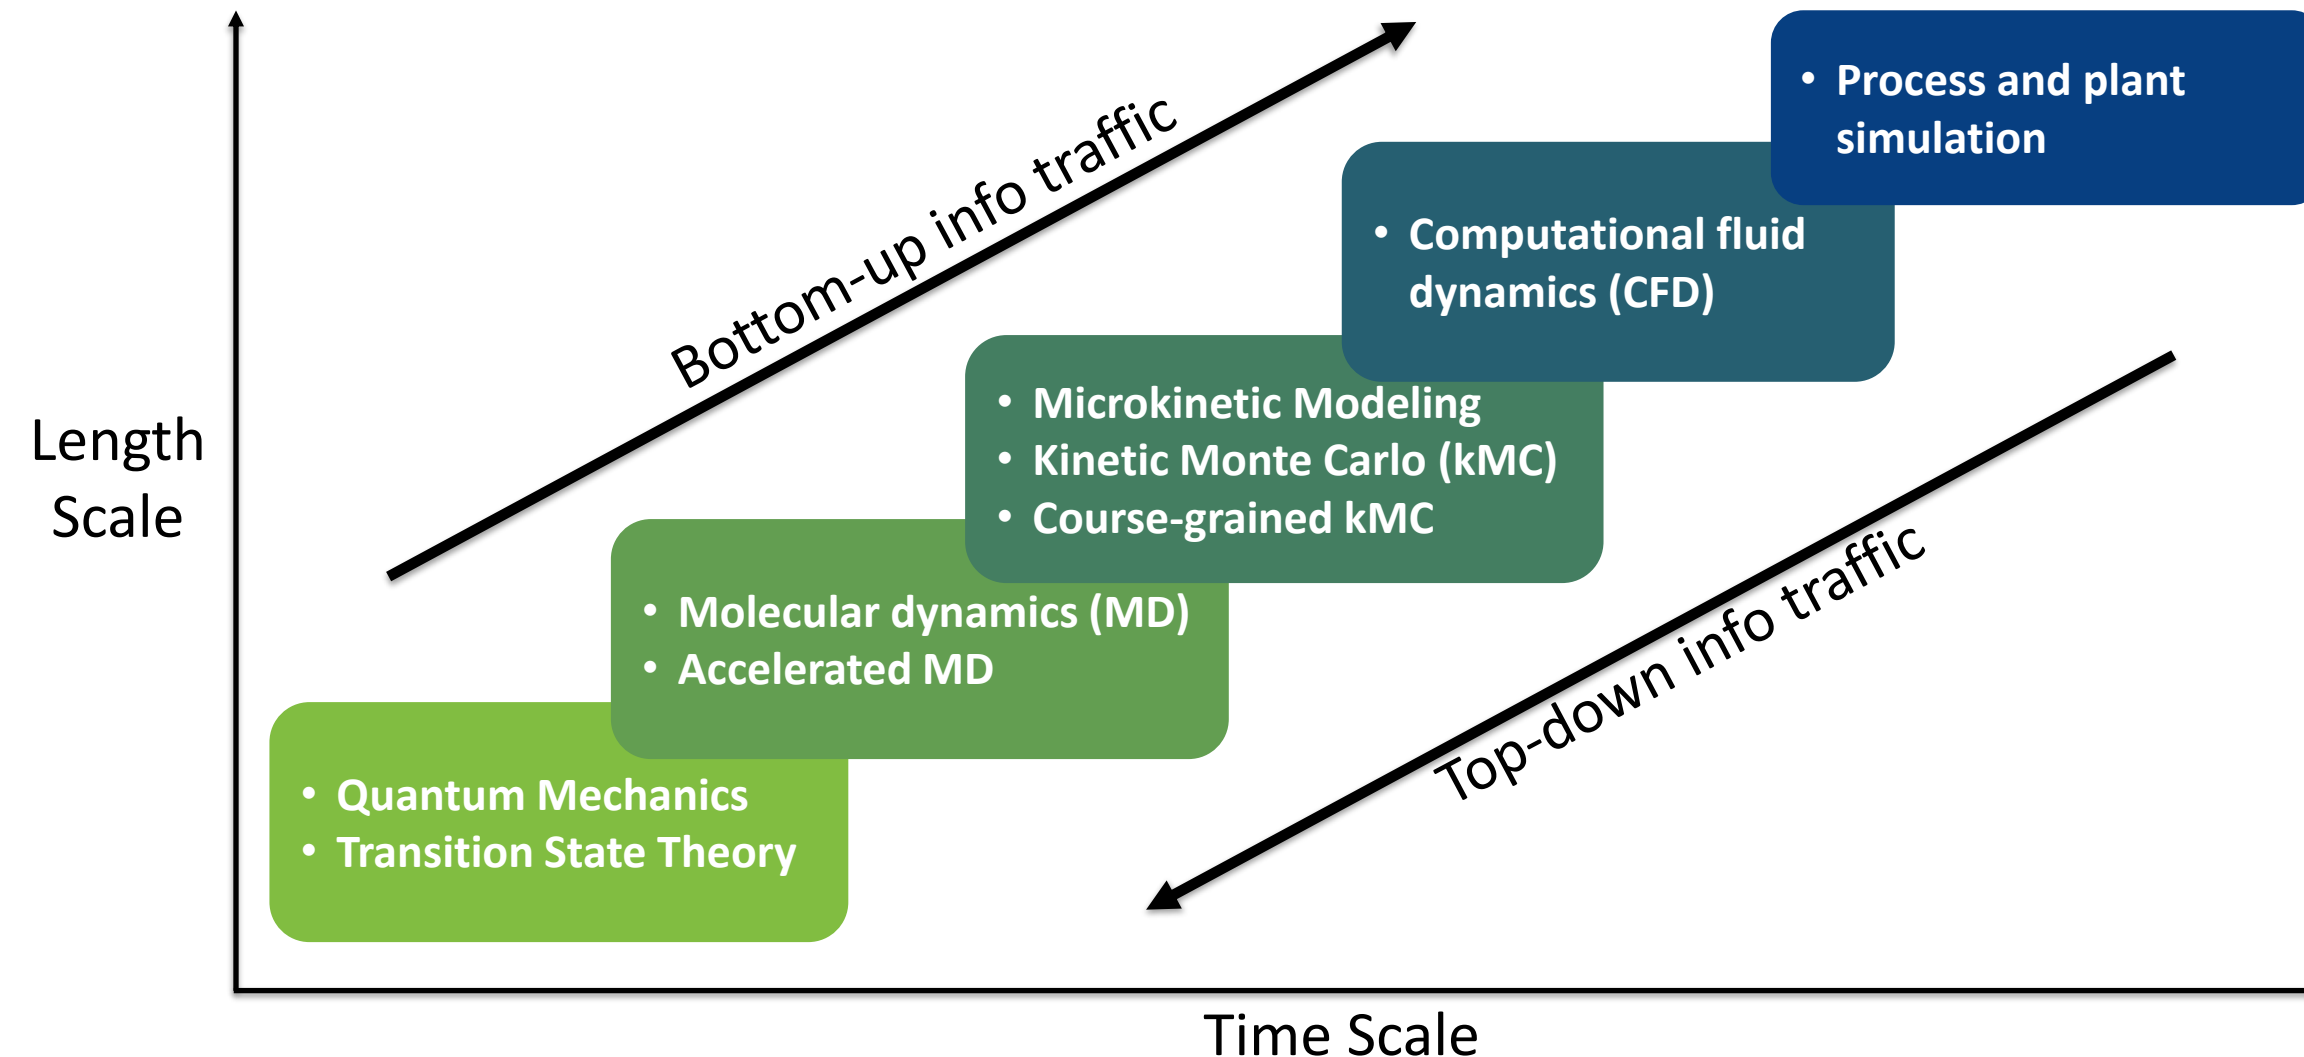 Bottom-up info traffic
• Process and plant
simulation
• Computational fluid
dynamics (CFD)
Length
Scale
• Microkinetic Modeling
• Kinetic Monte Carlo (kMC)
• Course-grained kMC
• Molecular dynamics (MD)
• Accelerated MD
Top-down info traffic
• Quantum Mechanics
• Transition State Theory
Time Scale